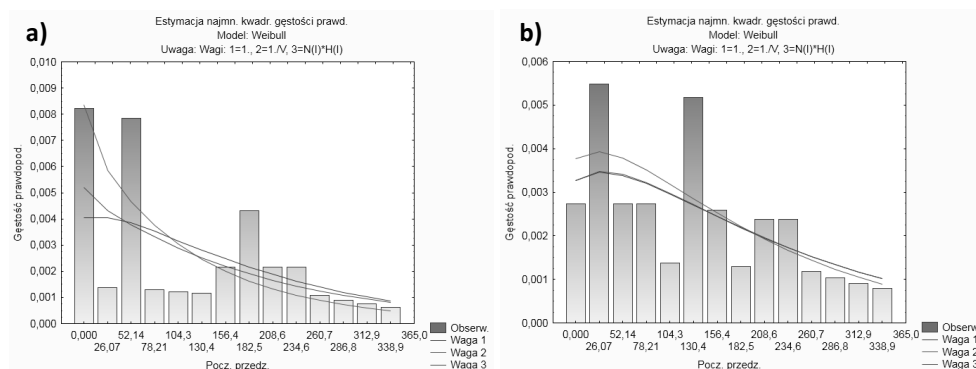 a)
Estymacja najmn. kwadr. gęstości prawd.
Model: Weibull
Uwaga: Wagi: 1=1., 2=1./V, 3=N(I)*H(I)
0,010
0,009
0,008
0,007
0,006
0,005
0,004
0,003
0,002
0,001
0,000
Gęstość prawdopod.
0,000 52,14 104,3 156,4 208,6 260,7 312,9 365,0
26,07 78,21 130,4 182,5 234,6 286,8 338,9
Pocz. przedz.
Obserw.
Waga 1
Waga 2
Waga 3
b)
Estymacja najmn. kwadr. gęstości prawd.
Model: Weibull
Uwaga: Wagi: 1=1., 2=1./V, 3=N(I)*H(I)
0,006
0,005
0,004
0,003
0,002
0,001
0,000
Gęstość prawdopod.
0,000 52,14 104,3 156,4 208,6 260,7 312,9 365,0
26,07 78,21 130,4 182,5 234,6 286,8 338,9
Pocz. przedz.
Obserw.
Waga 1
Waga 2
Waga 3